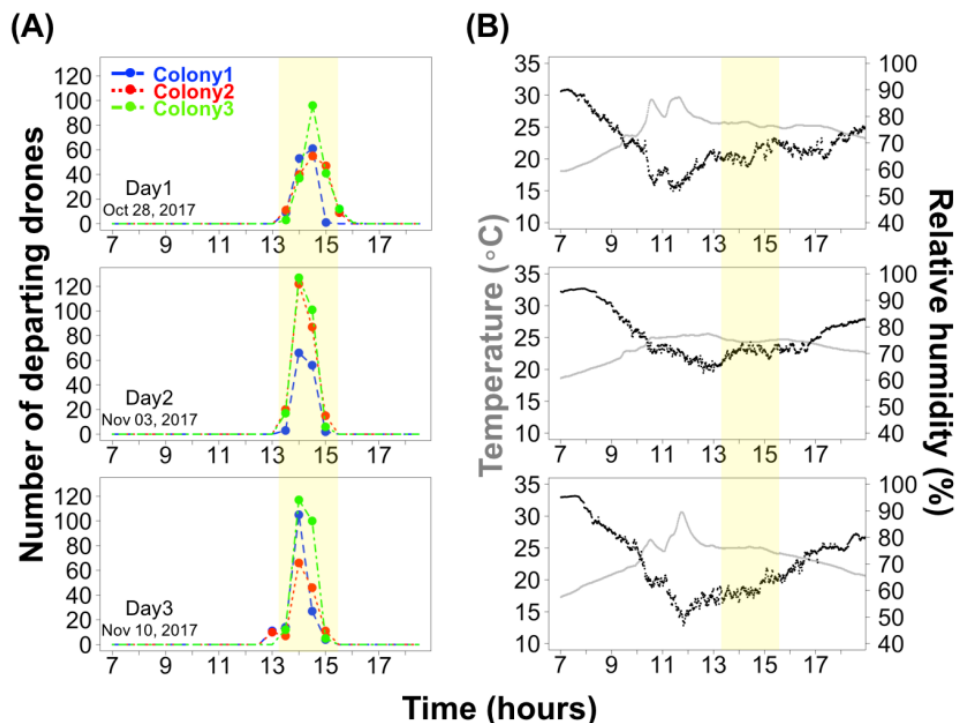 (A)
Number of departing drones
120
100
80
60
40
20
0
Colony1
Colony2
Colony3
Day1
Oct 28, 2017
7 9 11 13 15 17
120
100
80
60
40
20
0
Day2
Nov 03, 2017
7 9 11 13 15 17
120
100
80
60
40
20
0
Day3
Nov 10, 2017
7 9 11 13 15 17
(B)
Temperature (°C)
35
30
25
20
15
10
100
90
80
70
60
50
40
7 9 11 13 15 17
35
30
25
20
15
10
100
90
80
70
60
50
40
7 9 11 13 15 17
35
30
25
20
15
10
100
90
80
70
60
50
40
7 9 11 13 15 17
Relative humidity (%)
Time (hours)